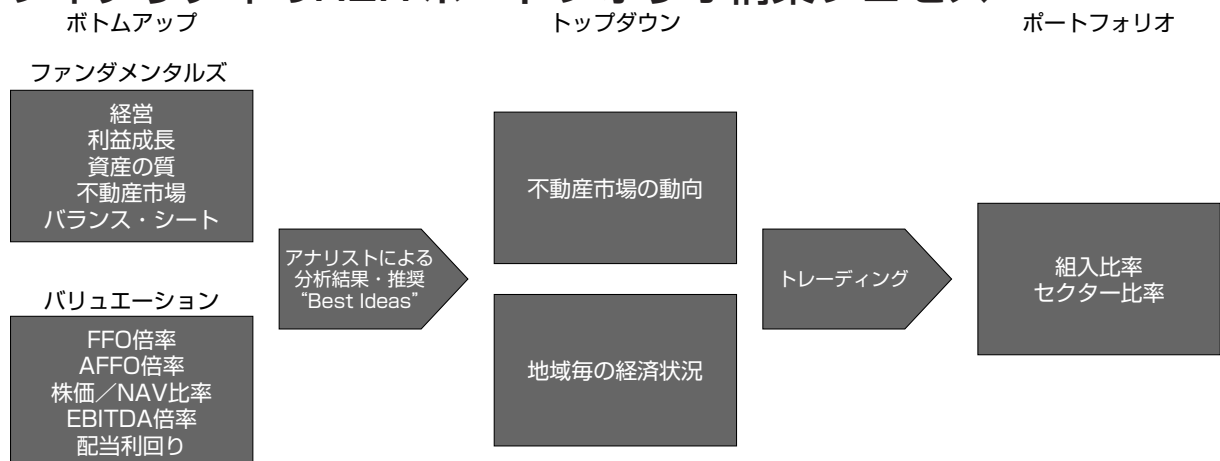 ボトムアップ
トップダウン
ポートフォリオ
ファンダメンタルズ
経営
利益成長
資産の質
不動産市場
バランス・シート
バリュエーション
FFO倍率
AFFO倍率
株価／NAV比率
EBITDA倍率
配当利回り
アナリストによる
分析結果・推奨
“Best Ideas”
不動産市場の動向
地域毎の経済状況
トレーディング
組入比率
セクター比率